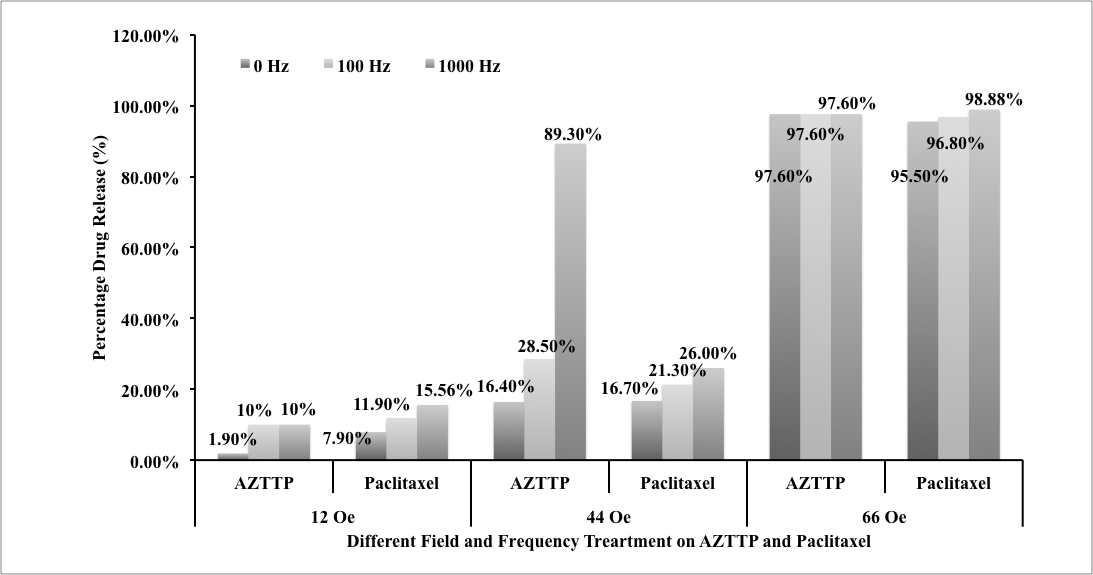 120.00%
0 Hz 100 Hz 1000 Hz
100.00%
80.00%
60.00%
40.00%
20.00%
0.00%
Percentage Drug Release (%)
1.90% 10% 10%
7.90% 11.90% 15.56%
16.40% 28.50% 89.30%
16.70% 21.30% 26.00%
97.60% 97.60% 97.60%
95.50% 96.80% 98.88%
AZTTP Paclitaxel AZTTP Paclitaxel AZTTP Paclitaxel
12 Oe 44 Oe 66 Oe
Different Field and Frequency Treartment on AZTTP and Paclitaxel